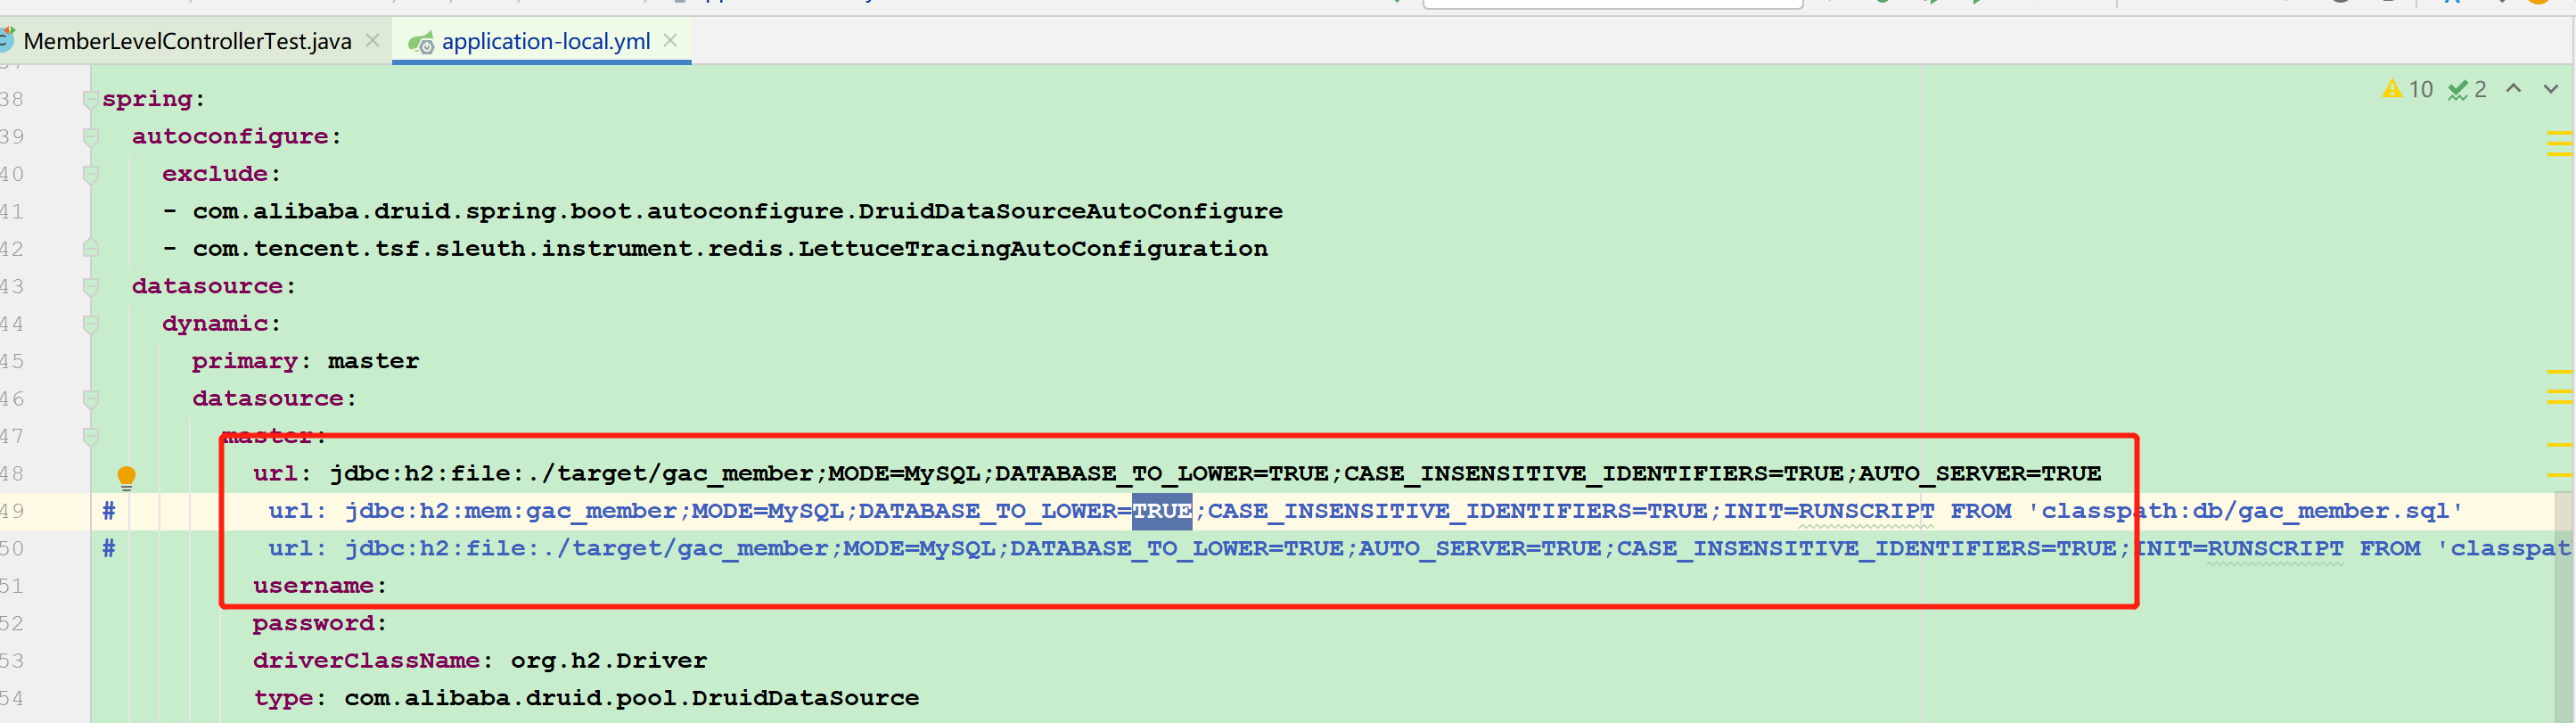 MemberLevelControllerTest.java application-local.yml
10 2
38 spring:
39 autoconfigure:
40 exclude:
41 - com.alibaba.druid.spring.boot.autoconfigure.DruidDataSourceAutoConfigure
42 - com.tencent.tsf.sleuth.instrument.redis.LettuceTracingAutoConfiguration
43 datasource:
44 dynamic:
45 primary: master
46 datasource:
47 master:
48 url: jdbc:h2:file:./target/gac_member;MODE=MySQL;DATABASE_TO_LOWER=TRUE;CASE_INSENSITIVE_IDENTIFIERS=TRUE;AUTO_SERVER=TRUE
49 # url: jdbc:h2:mem:gac_member;MODE=MySQL;DATABASE_TO_LOWER=TRUE;CASE_INSENSITIVE_IDENTIFIERS=TRUE;INIT=RUNSCRIPT FROM 'classpath:db/gac_member.sql'
50 # url: jdbc:h2:file:./target/gac_member;MODE=MySQL;DATABASE_TO_LOWER=TRUE;AUTO_SERVER=TRUE;CASE_INSENSITIVE_IDENTIFIERS=TRUE;INIT=RUNSCRIPT FROM 'classpat
51 username:
52 password:
53 driverClassName: org.h2.Driver
54 type: com.alibaba.druid.pool.DruidDataSource